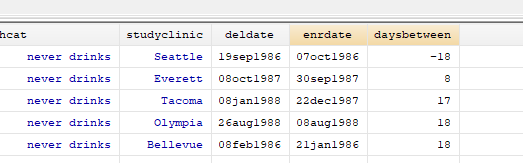 hcat studyclinic deldate enrdate daysbetween
never drinks Seattle 19sep1986 07oct1986 -18
never drinks Everett 08oct1987 30sep1987 8
never drinks Tacoma 08jan1988 22dec1987 17
never drinks Olympia 26aug1988 08aug1988 18
never drinks Bellevue 08feb1986 21jan1986 18